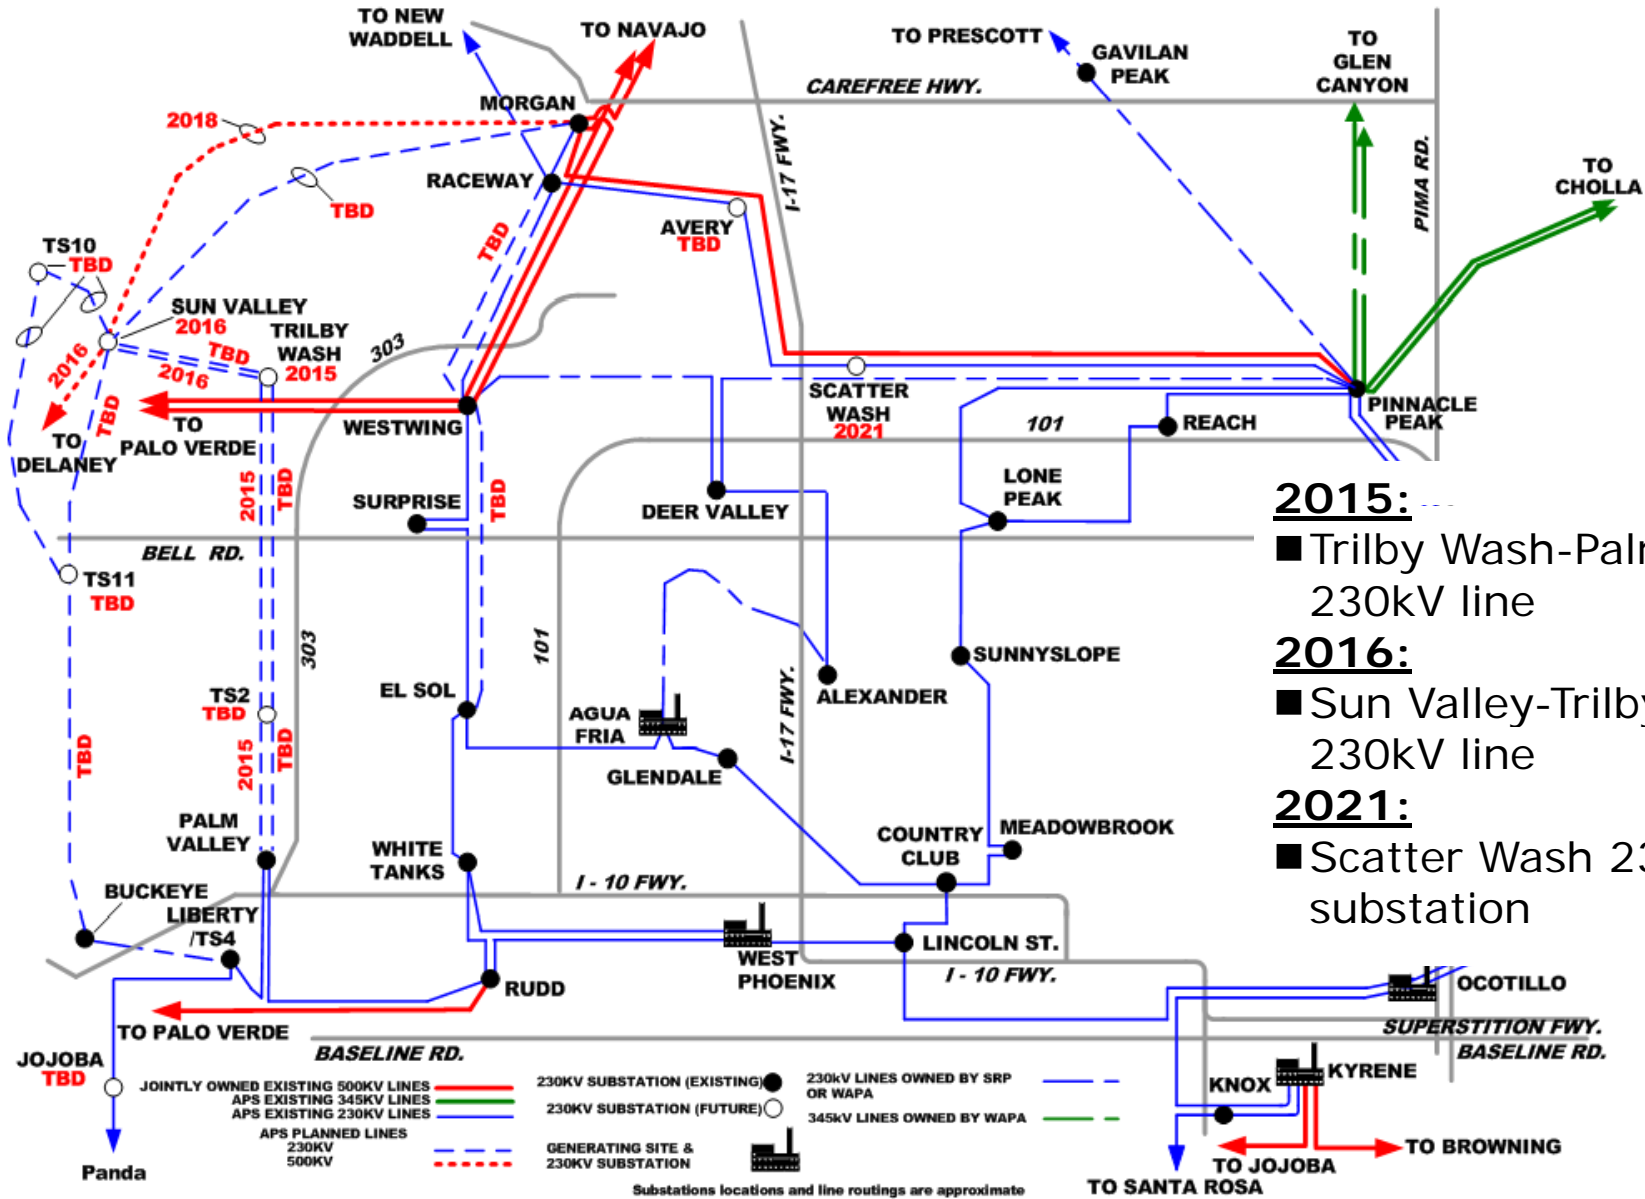 TO NEW
WADDELL
TO NAVAJO
TO PRESCOTT
GAVILAN
PEAK
TO
GLEN
CANYON
CAREFREE HWY.
MORGAN
2018
I-17 FWY.
PIMA RD.
TO
CHOLLA
RACEWAY
TBD
AVERY
TBD
TBD
TS10
TBD
SUN VALLEY
2016
TRILBY
WASH
2015
TBD
2016
2016
TBD
303
TO
DELANEY
TO
PALO VERDE
WESTWING
SCATTER
WASH
2021
101
REACH
PINNACLE
PEAK
SURPRISE
TBD
DEER VALLEY
LONE
PEAK
2015
TBD
BELL RD.
TS11
TBD
303
101
SUNNYSLOPE
ALEXANDER
TS2
TBD
EL SOL
AGUA
FRIA
GLENDALE
I-17 FWY.
TBD
2015
TBD
PALM
VALLEY
WHITE
TANKS
COUNTRY
CLUB
MEADOWBROOK
I - 10 FWY.
BUCKEYE
LIBERTY
/TS4
WEST
PHOENIX
LINCOLN ST.
I - 10 FWY.
RUDD
OCOTILLO
TO PALO VERDE
SUPERSTITION FWY.
BASELINE RD.
BASELINE RD.
JOJOBA
TBD
KNOX
KYRENE
Panda
TO JOJOBA
TO BROWNING
TO SANTA ROSA
2015:
■ Trilby Wash-Palm
230kV line
2016:
■ Sun Valley-Trilby
230kV line
2021:
■ Scatter Wash 23
substation
JOINTLY OWNED EXISTING 500KV LINES
APS EXISTING 345KV LINES
APS EXISTING 230KV LINES
APS PLANNED LINES
230KV
500KV
230KV SUBSTATION (EXISTING)
230KV SUBSTATION (FUTURE)
GENERATING SITE &
230KV SUBSTATION
230kV LINES OWNED BY SRP
OR WAPA
345kV LINES OWNED BY WAPA
Substations locations and line routings are approximate